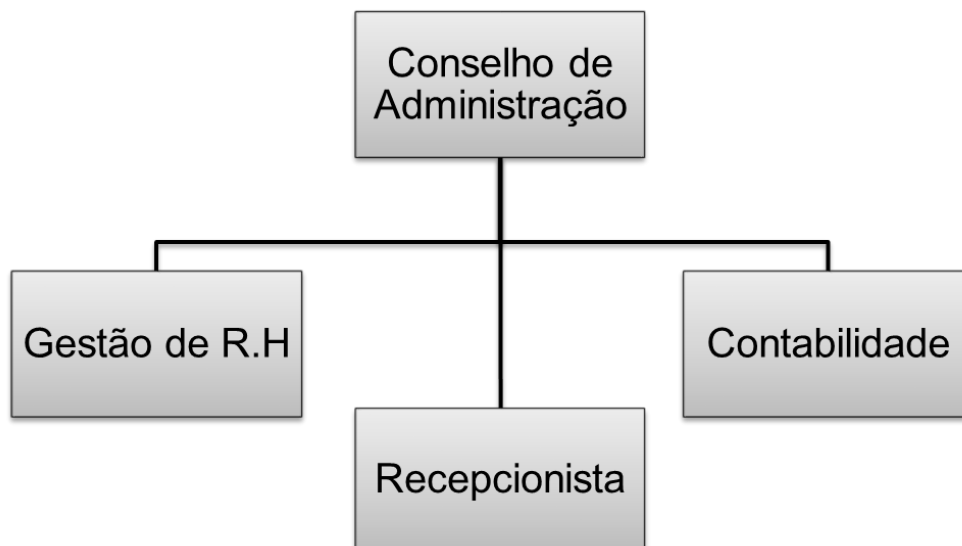 Conselho de
Administração
Gestão de R.H
Contabilidade
Recepcionista